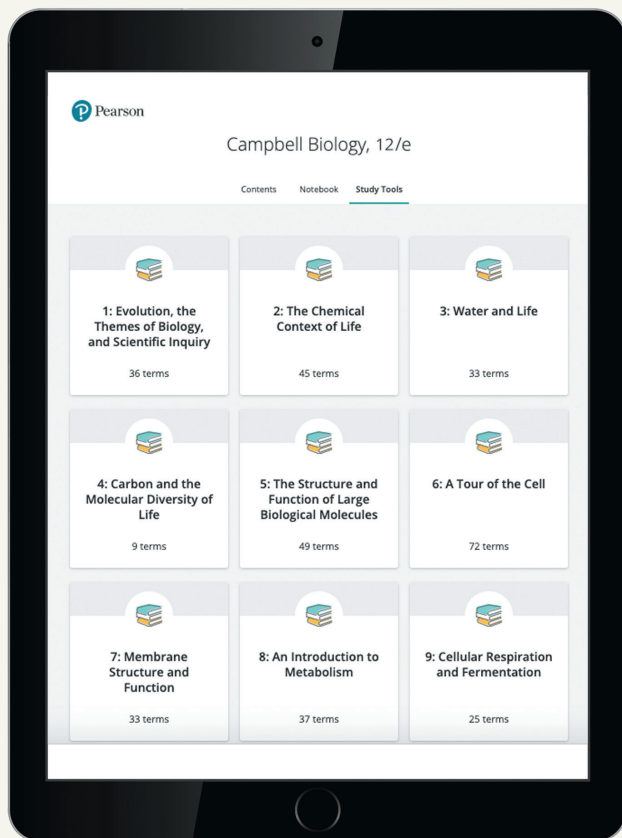 Pearson
Campbell Biology, 12/e
Contents Notebook Study Tools
1: Evolution, the
Themes of Biology,
and Scientific Inquiry
36 terms
2: The Chemical
Context of Life
45 terms
3: Water and Life
33 terms
4: Carbon and the
Molecular Diversity of
Life
9 terms
5: The Structure and
Function of Large
Biological Molecules
49 terms
6: A Tour of the Cell
72 terms
7: Membrane
Structure and
Function
33 terms
8: An Introduction to
Metabolism
37 terms
9: Cellular Respiration
and Fermentation
25 terms